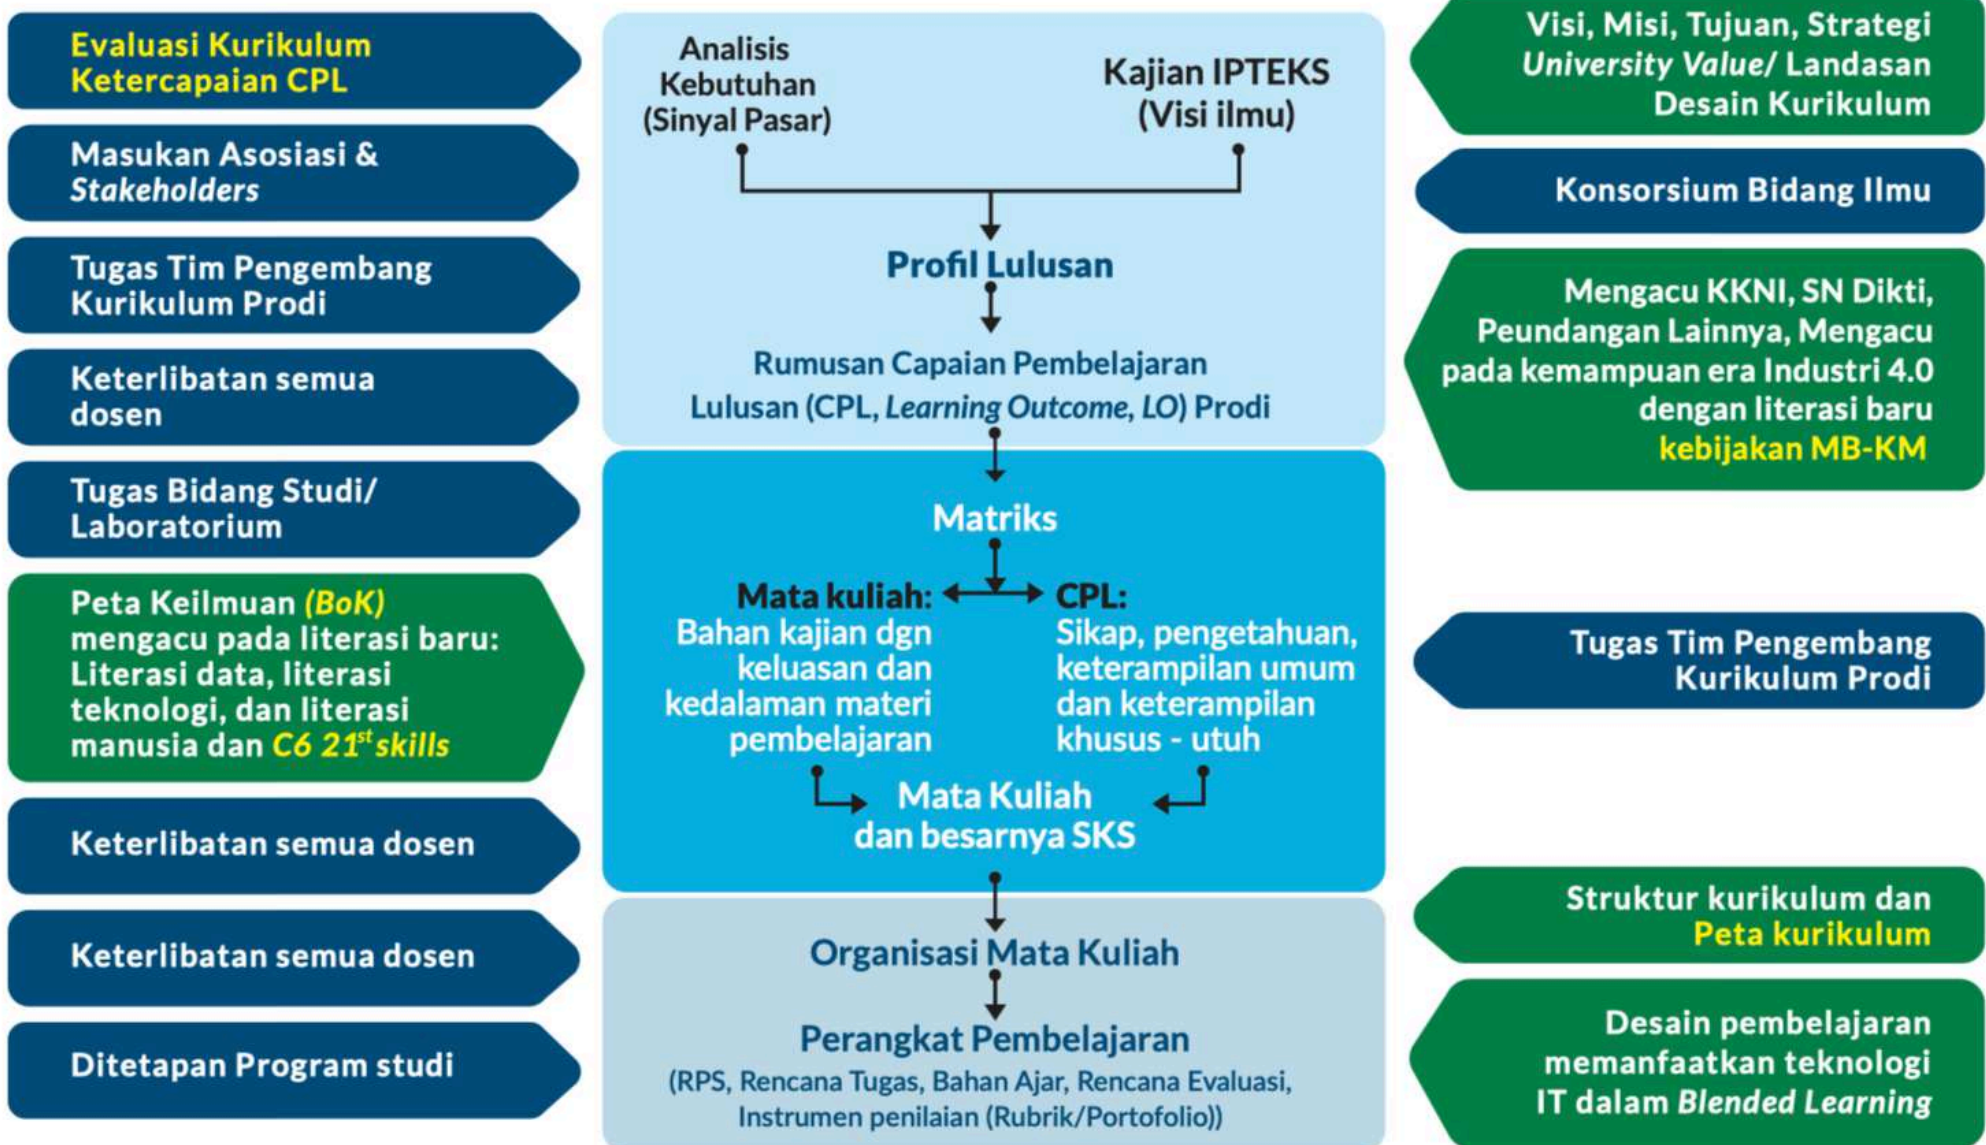 Evaluasi Kurikulum
Ketercapaian CPL
Masukan Asosiasi &
Stakeholders
Tugas Tim Pengembang
Kurikulum Prodi
Keterlibatan semua
dosen
Tugas Bidang Studi/
Laboratorium
Peta Keilmuan (BoK)
mengacu pada literasi baru:
Literasi data, literasi
teknologi, dan literasi
manusia dan C6 21st skills
Keterlibatan semua dosen
Keterlibatan semua dosen
Ditetapan Program studi
Analisis
Kebutuhan
(Sinyal Pasar)
Kajian IPTEKS
(Visi ilmu)
Profil Lulusan
Rumusan Capaian Pembelajaran
Lulusan (CPL, Learning Outcome, LO) Prodi
Matriks
Mata kuliah:
Bahan kajian dgn
keluasan dan
kedalaman materi
pembelajaran
CPL:
Sikap, pengetahuan,
keterampilan umum
dan keterampilan
khusus - utuh
Mata Kuliah
dan besarnya SKS
Organisasi Mata Kuliah
Perangkat Pembelajaran
(RPS, Rencana Tugas, Bahan Ajar, Rencana Evaluasi,
Instrumen penilaian (Rubrik/Portofolio))
Visi, Misi, Tujuan, Strategi
University Value/ Landasan
Desain Kurikulum
Konsorsium Bidang Ilmu
Mengacu KKNI, SN Dikti,
Peundangan Lainnya, Mengacu
pada kemampuan era Industri 4.0
dengan literasi baru
kebijakan MB-KM
Tugas Tim Pengembang
Kurikulum Prodi
Struktur kurikulum dan
Peta kurikulum
Desain pembelajaran
memanfaatkan teknologi
IT dalam Blended Learning